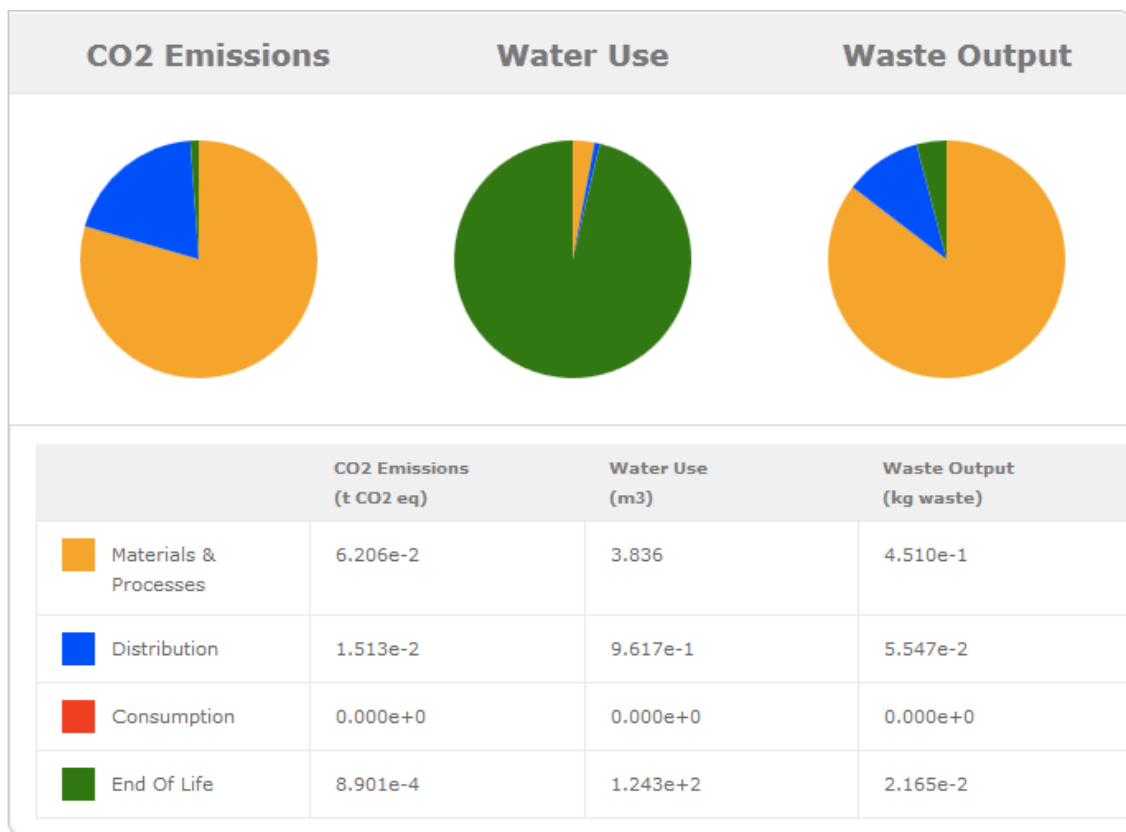 CO2 Emissions Water Use Waste Output
CO2 Emissions Water Use Waste Output
(t CO2 eq) (m3) (kg waste)
Materials & 6.206e-2 3.836 4.510e-1
Processes
Distribution 1.513e-2 9.617e-1 5.547e-2
Consumption 0.000e+0 0.000e+0 0.000e+0
End Of Life 8.901e-4 1.243e+2 2.165e-2